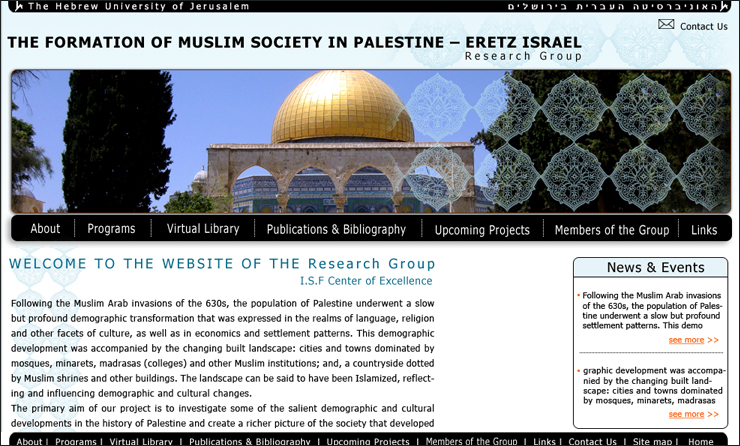 The Hebrew University of Jerusalem
האוניברסיטה העברית בירושלים
Contact Us
THE FORMATION OF MUSLIM SOCIETY IN PALESTINE – ERETZ ISRAEL
Research Group
About
Programs
Virtual Library
Publications & Bibliography
Upcoming Projects
Members of the Group
Links
WELCOME TO THE WEBSITE OF THE Research Group
I.S.F Center of Excellence
Following the Muslim Arab invasions of the 630s, the population of Palestine underwent a slow
but profound demographic transformation that was expressed in the realms of language, religion
and other facets of culture, as well as in economics and settlement patterns. This demographic
development was accompanied by the changing built landscape: cities and towns dominated by
mosques, minarets, madrasas (colleges) and other Muslim institutions; and, a countryside dotted
by Muslim shrines and other buildings. The landscape can be said to have been Islamized, reflect-
ing and influencing demographic and cultural changes.
The primary aim of our project is to investigate some of the salient demographic and cultural
developments in the history of Palestine and create a richer picture of the society that developed
News & Events
Following the Muslim Arab invasions
of the 630s, the population of Pales-
tine underwent a slow but profound
settlement patterns. This demo
see more >>
graphic development was accompa-
nied by the changing built land-
scape: cities and towns dominated
by mosques, minarets, madrasas
see more >>
About | Programs | Virtual Library | Publications & Bibliography | Upcoming Projects | Members of the Group | Links | Contact Us | Site map | Home